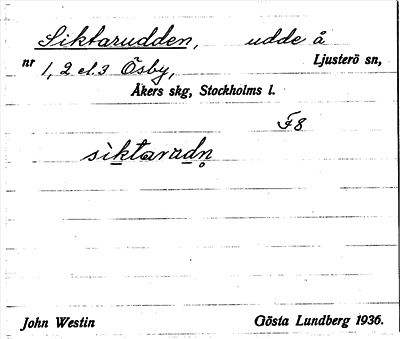 Siktarudden, udde å
nr 1, 2 el. 3 Ösby, Ljusterö sn,
Åkers skg, Stockholms l.
F8
siktarudn̥
John Westin Gösta Lundberg 1936.